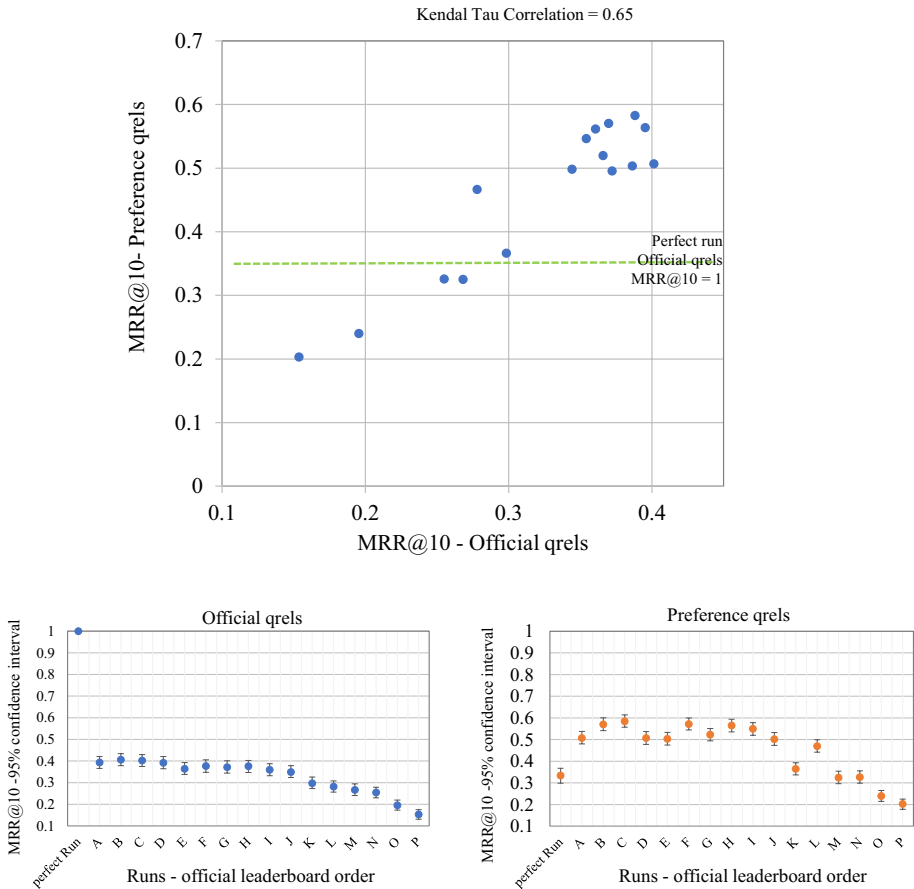 Kendal Tau Correlation = 0.65
0.7
0.6
0.5
0.4
0.3
0.2
0.1
0
MRR@10- Preference qrels
Perfect run
Official qrels
MRR@10 = 1
0.1 0.2 0.3 0.4
MRR@10 - Official qrels
Official qrels
MRR@10 -95% confidence interval
1
0.9
0.8
0.7
0.6
0.5
0.4
0.3
0.2
0.1
perfect Run A B C D E F G H I J K L M N O P
Runs - official leaderboard order
Preference qrels
MRR@10 -95% confidence interval
1
0.9
0.8
0.7
0.6
0.5
0.4
0.3
0.2
0.1
perfect Run A B C D E F G H I J K L M N O P
Runs - official leaderboard order